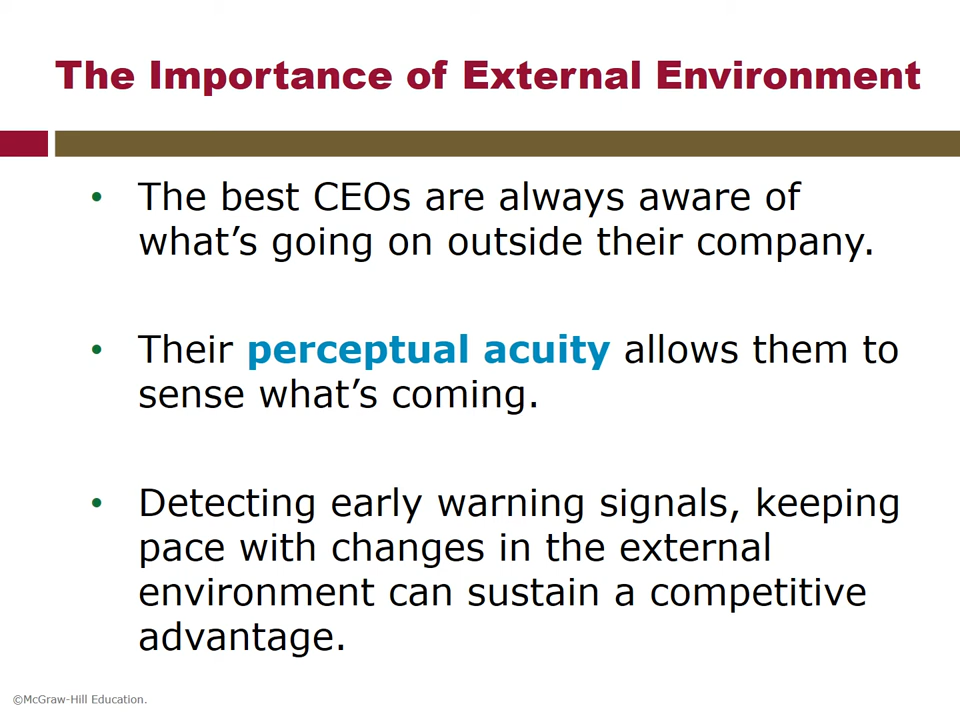 The Importance of External Environment
• The best CEOs are always aware of
what’s going on outside their company.
• Their perceptual acuity allows them to
sense what’s coming.
• Detecting early warning signals, keeping
pace with changes in the external
environment can sustain a competitive
advantage.
©McGraw-Hill Education.